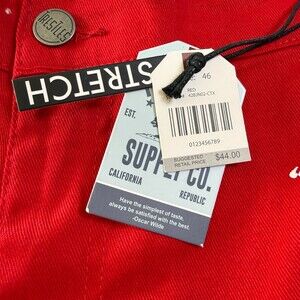 STRETCH
46
RED
EST.
0123456789
SUPPLY CO.
CALIFORNIA
REPUBLIC
SUGGESTED
RETAIL PRICE
$44.00
Have the simplest of taste,
always be satisfied with the best.
-Oscar Wilde